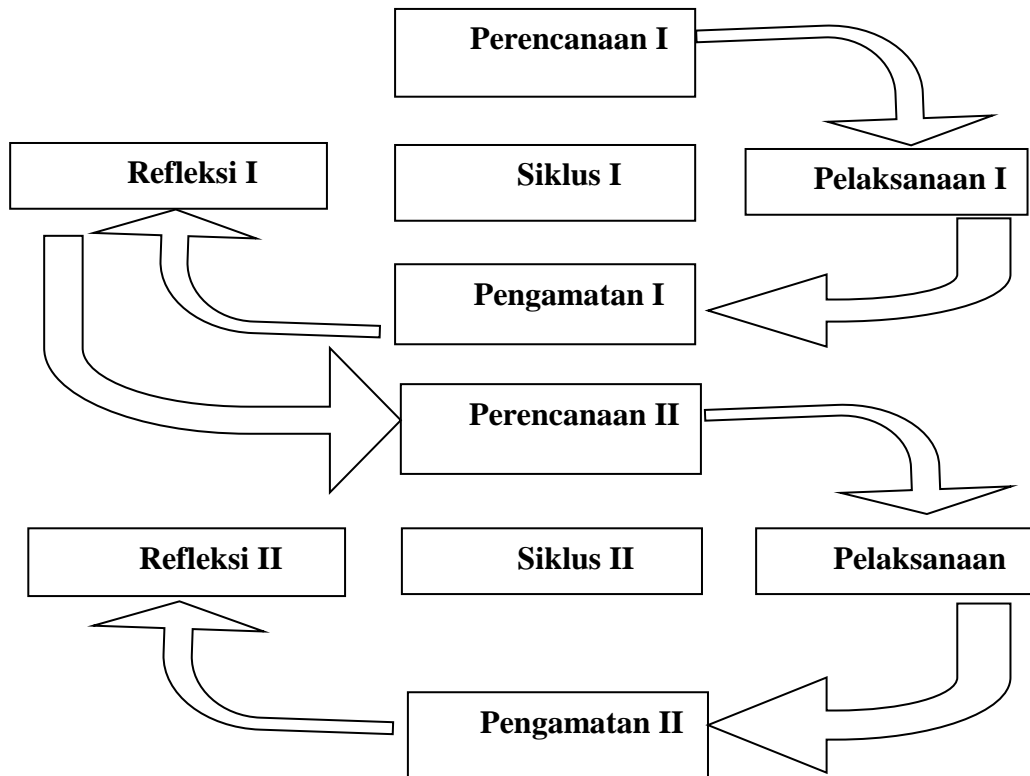 Perencanaan I
Refleksi I
Siklus I
Pelaksanaan I
Pengamatan I
Perencanaan II
Refleksi II
Siklus II
Pelaksanaan
Pengamatan II